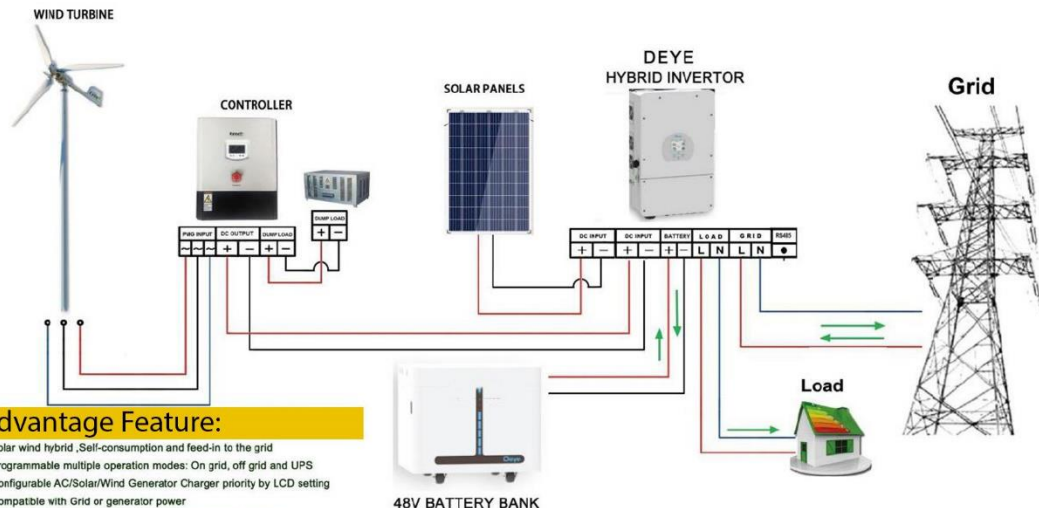 WIND TURBINE
CONTROLLER
SOLAR PANELS
DEYE
HYBRID INVERTOR
Grid
PMG INPUT DC OUTPUT DUMP LOAD
~ ~ ~ + − + −
DUMP LOAD
+ −
DC INPUT DC INPUT BATTERY LOAD GRID RS485
+ − + − + − L N L N
Load
48V BATTERY BANK
dvantage Feature:
olar wind hybrid ,Self-consumption and feed-in to the grid
rogrammable multiple operation modes: On grid, off grid and UPS
onfigurable AC/Solar/Wind Generator Charger priority by LCD setting
ompatible with Grid or generator power